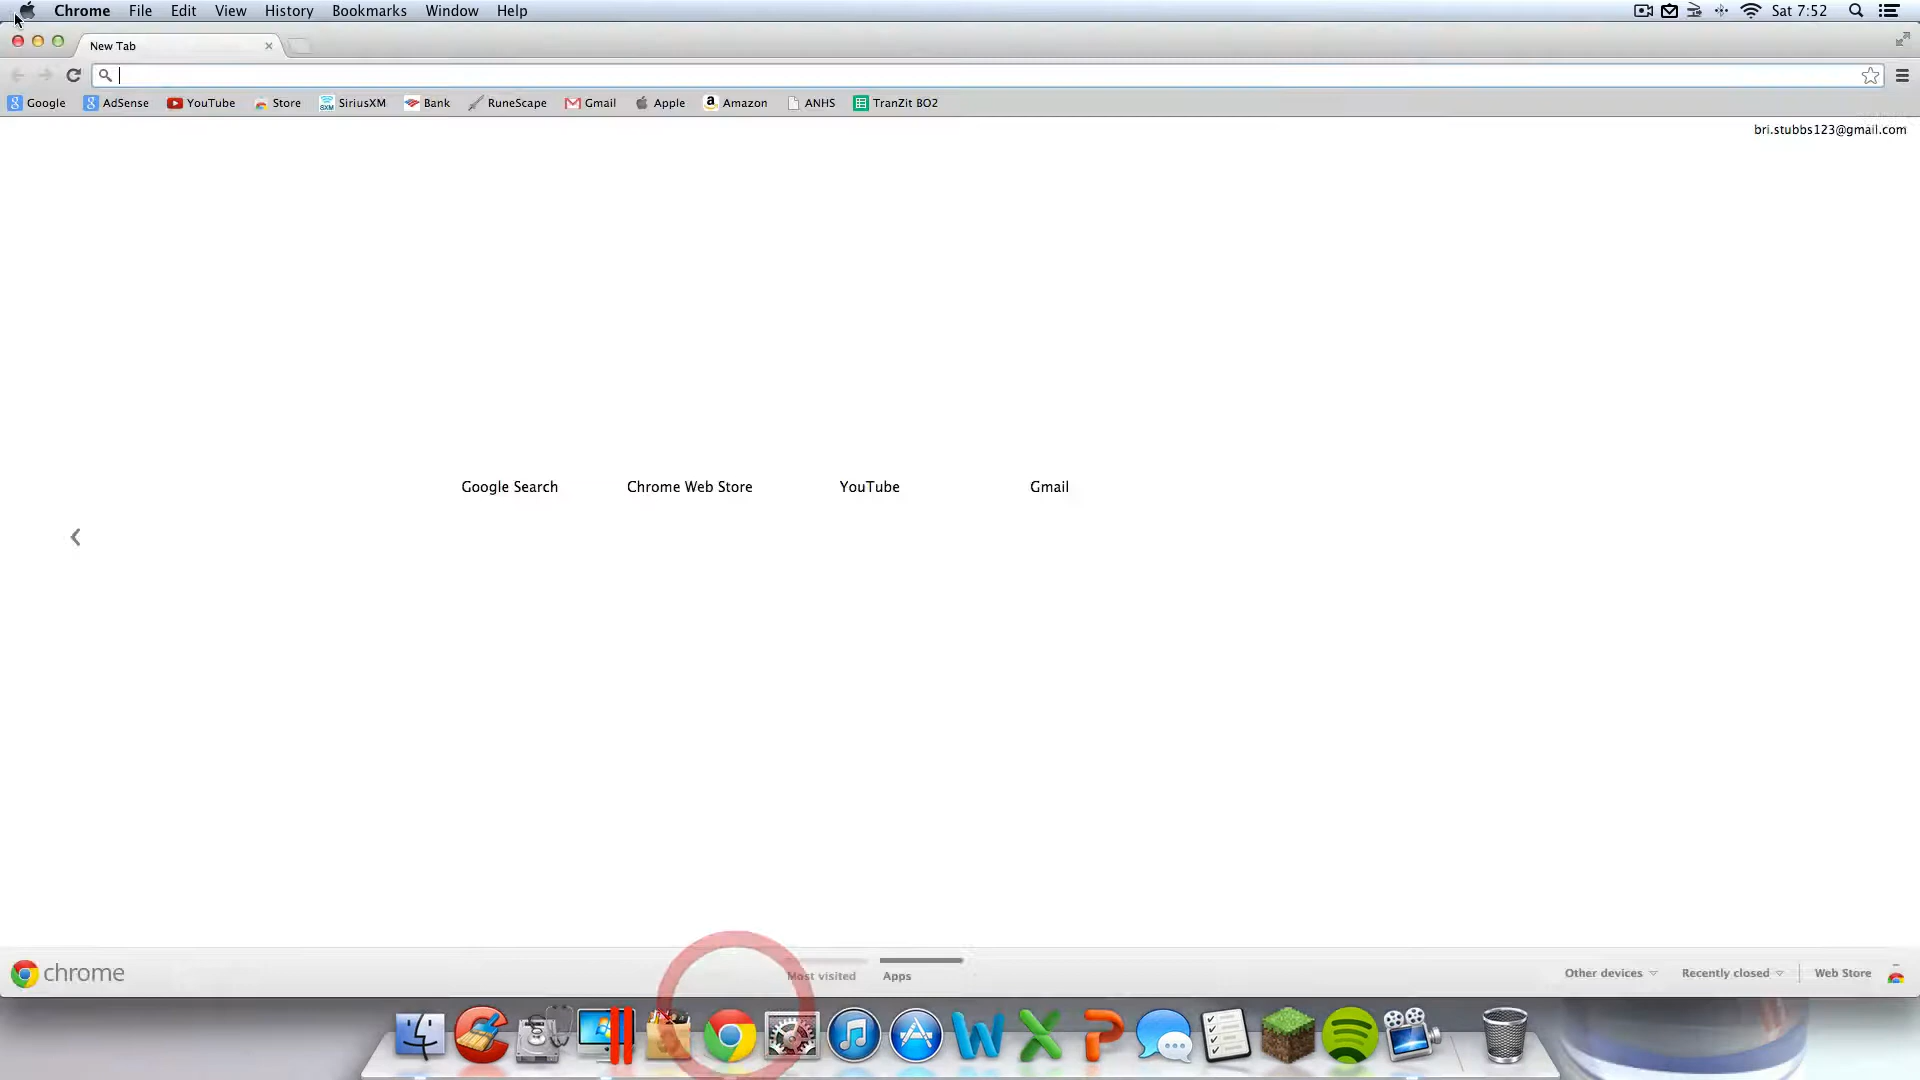 Chrome File Edit View History Bookmarks Window Help Sat 7:52
New Tab
Google AdSense YouTube Store SXM SiriusXM Bank RuneScape Gmail Apple Amazon ANHS TranZit BO2
bri.stubbs123@gmail.com
Google Search Chrome Web Store YouTube Gmail
chrome Most visited Apps Other devices Recently closed Web Store